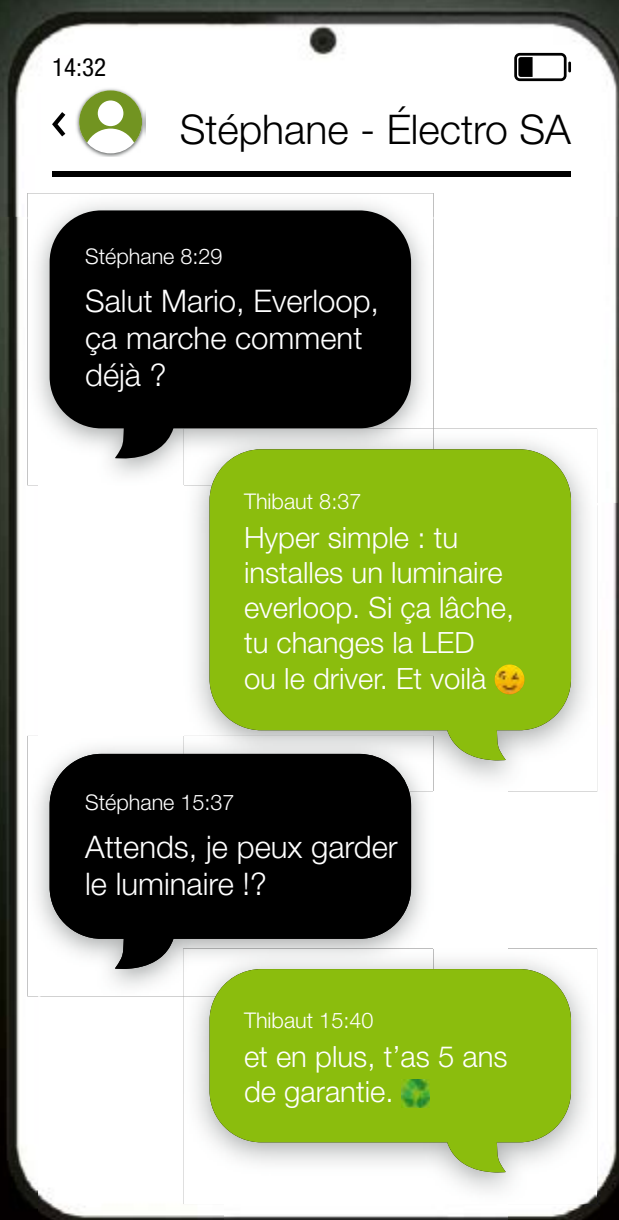 14:32
Stéphane - Électro SA
Stéphane 8:29
Salut Mario, Everloop,
ça marche comment
déjà ?
Thibaut 8:37
Hyper simple : tu
installes un luminaire
everloop. Si ça lâche,
tu changes la LED
ou le driver. Et voilà 😉
Stéphane 15:37
Attends, je peux garder
le luminaire !?
Thibaut 15:40
et en plus, t'as 5 ans
de garantie. ♻️